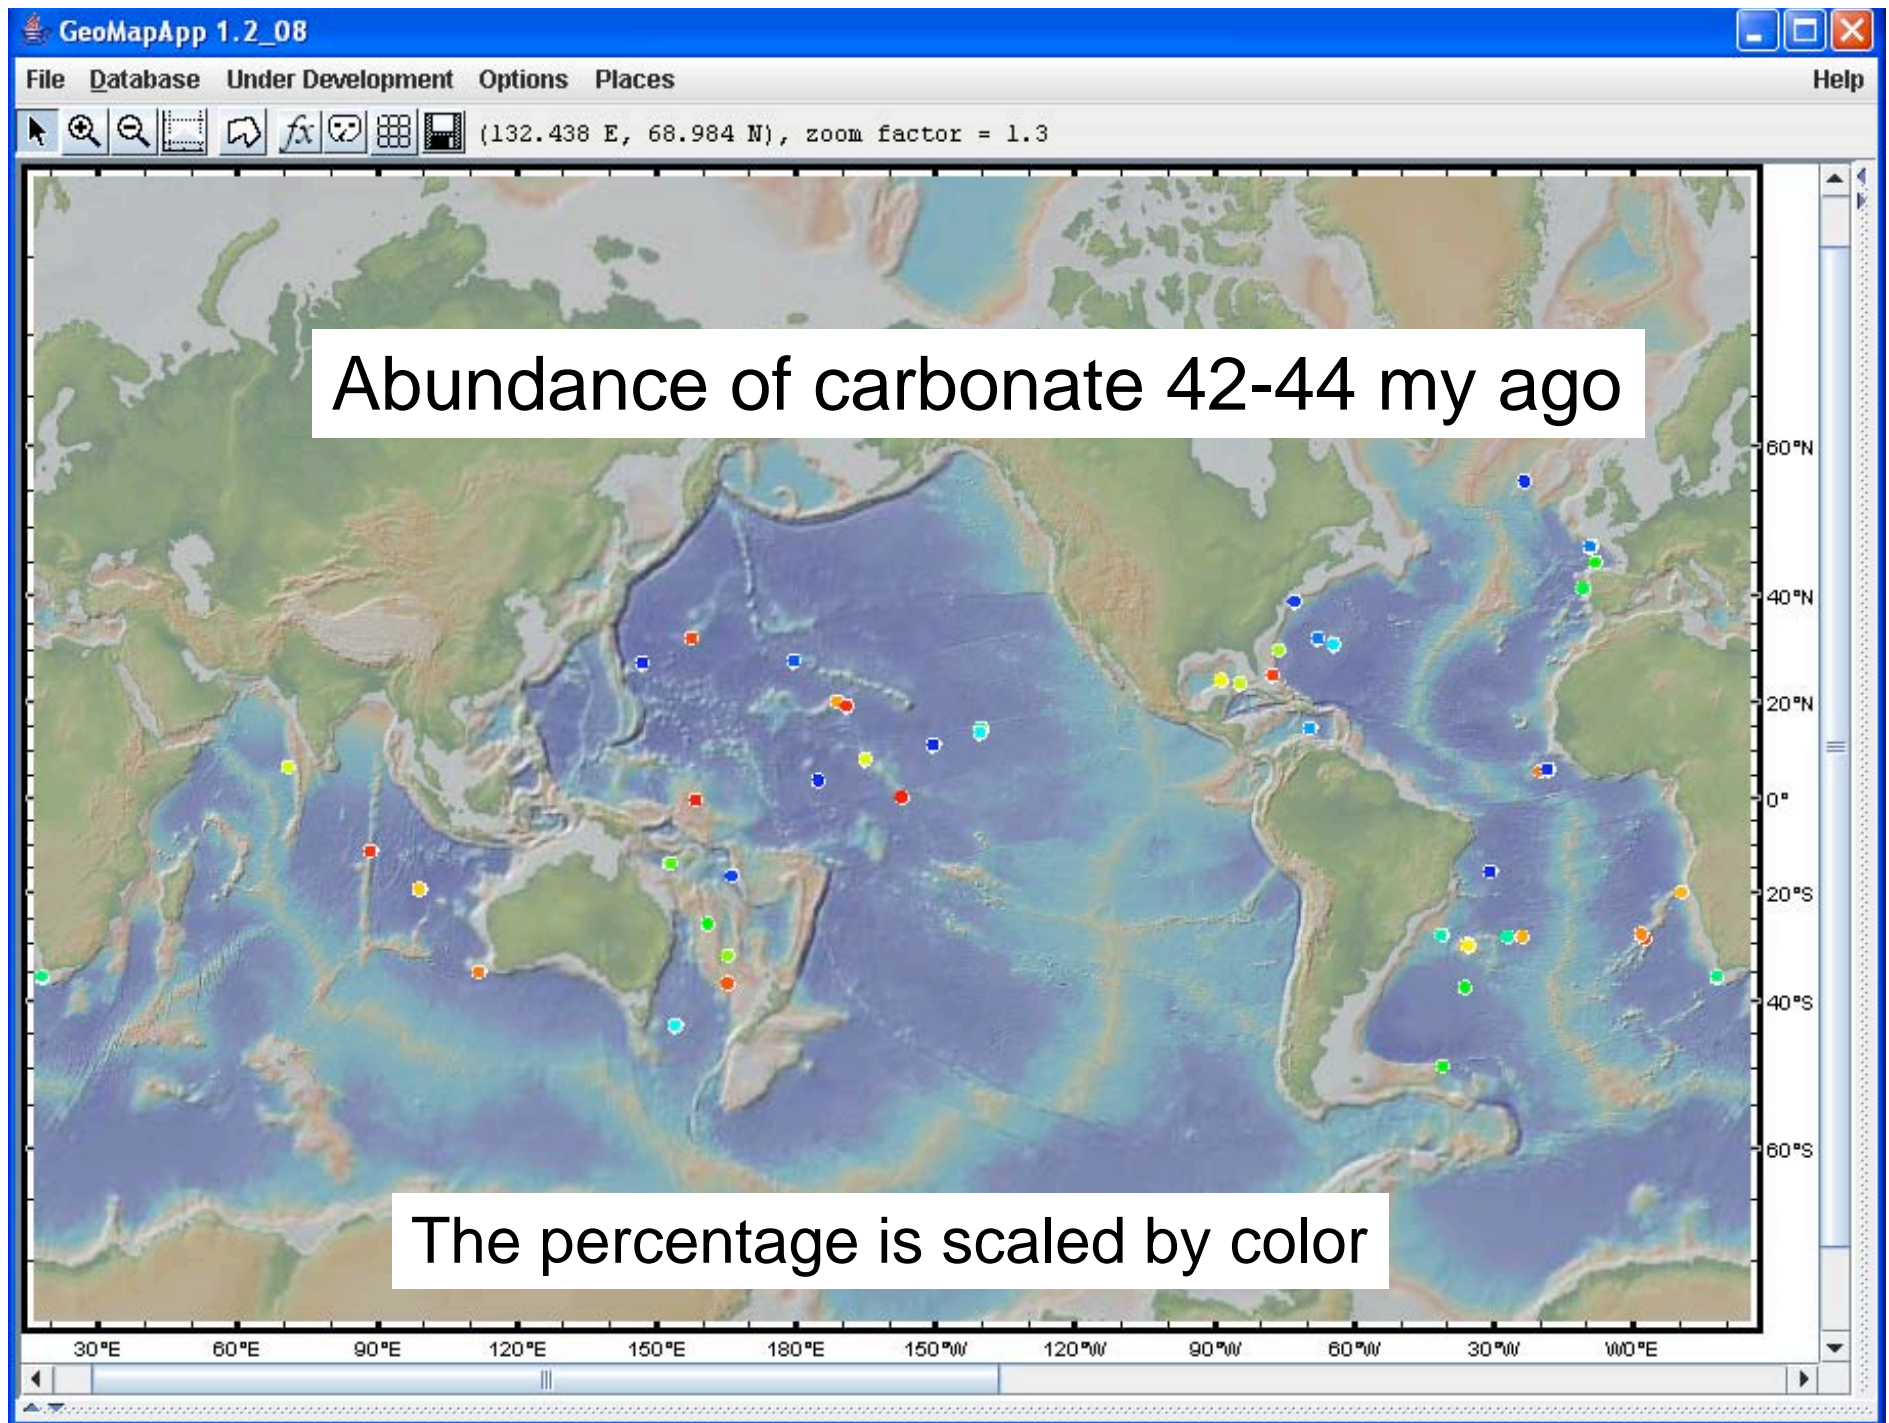 GeoMapApp 1.2_08
File Database Under Development Options Places Help
fx (132.438 E, 68.984 N), zoom factor = 1.3
Abundance of carbonate 42-44 my ago
60°N
40°N
20°N
0°
20°S
40°S
60°S
The percentage is scaled by color
30°E 60°E 90°E 120°E 150°E 180°E 150°W 120°W 90°W 60°W 30°W W0°E